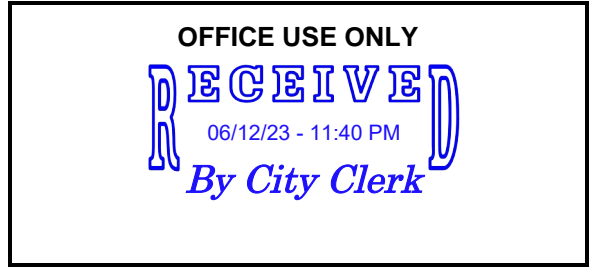 OFFICE USE ONLY
RECEIVED
06/12/23 - 11:40 PM
By City Clerk